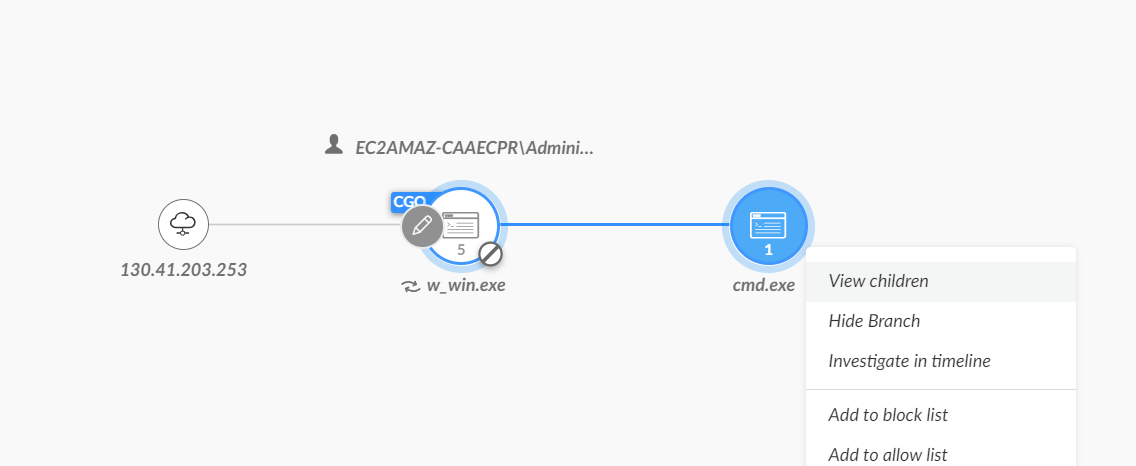 EC2AMAZ-CAAECPR\Admini...
CGO
5
1
130.41.203.253
w_win.exe
cmd.exe
View children
Hide Branch
Investigate in timeline
Add to block list
Add to allow list